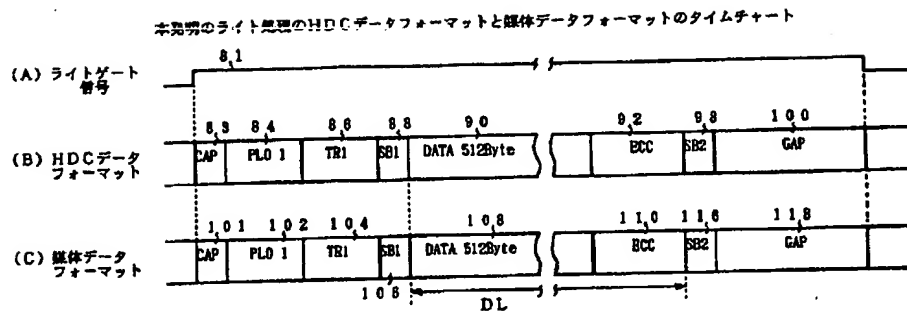 本発明のライト処理のHDCデータフォーマットと媒体データフォーマットのタイムチャート
81
(A) ライトゲート
信号
83 84 86 88 90 92 98 100
(B) HDCデータ
フォーマット
CAP PLO 1 TR1 SB1 DATA 512Byte ECC SB2 GAP
101 102 104 108 110 116 118
(C) 媒体データ
フォーマット
CAP PLO 1 TR1 SB1 DATA 512Byte ECC SB2 GAP
106
DL